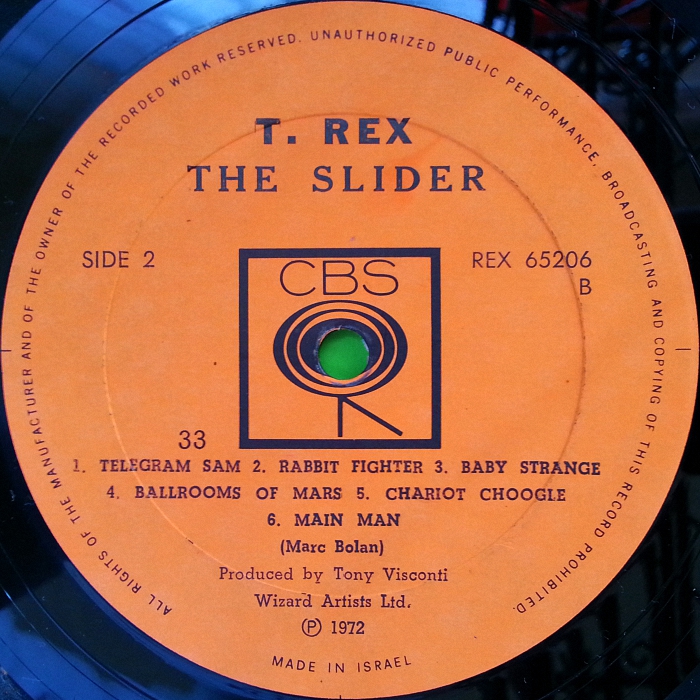 ALL RIGHTS OF THE MANUFACTURER AND OF THE OWNER OF THE RECORDED WORK RESERVED. UNAUTHORIZED PUBLIC PERFORMANCE, BROADCASTING AND COPYING OF THIS RECORD PROHIBITED.
T. REX
THE SLIDER
SIDE 2
REX 65206
B
CBS
33
1. TELEGRAM SAM 2. RABBIT FIGHTER 3. BABY STRANGE
4. BALLROOMS OF MARS 5. CHARIOT CHOOGLE
6. MAIN MAN
(Marc Bolan)
Produced by Tony Visconti
Wizard Artists Ltd.
Ⓟ 1972
MADE IN ISRAEL